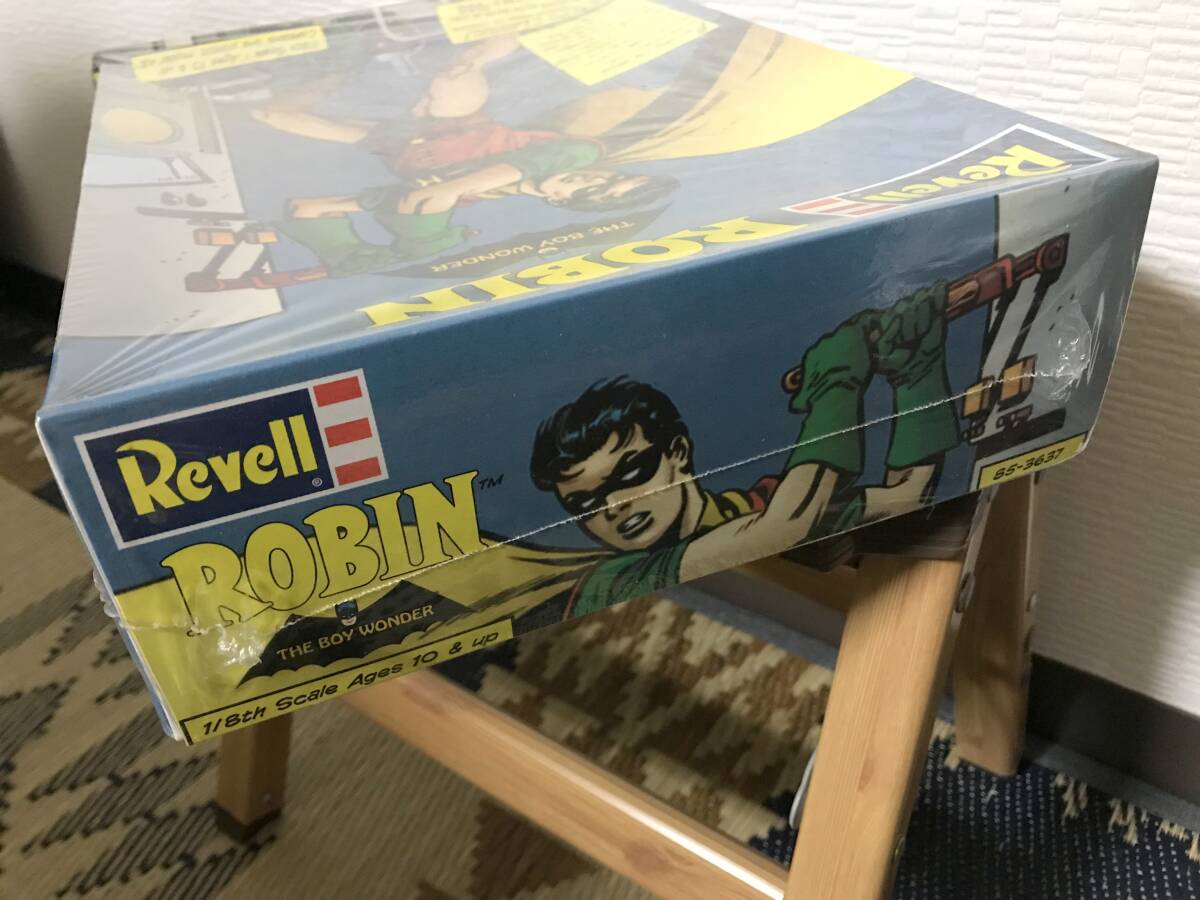 Revell
ROBIN
THE BOY WONDER
Revell®
ROBIN™
THE BOY WONDER
1/8th Scale Ages 10 & up
85-3637